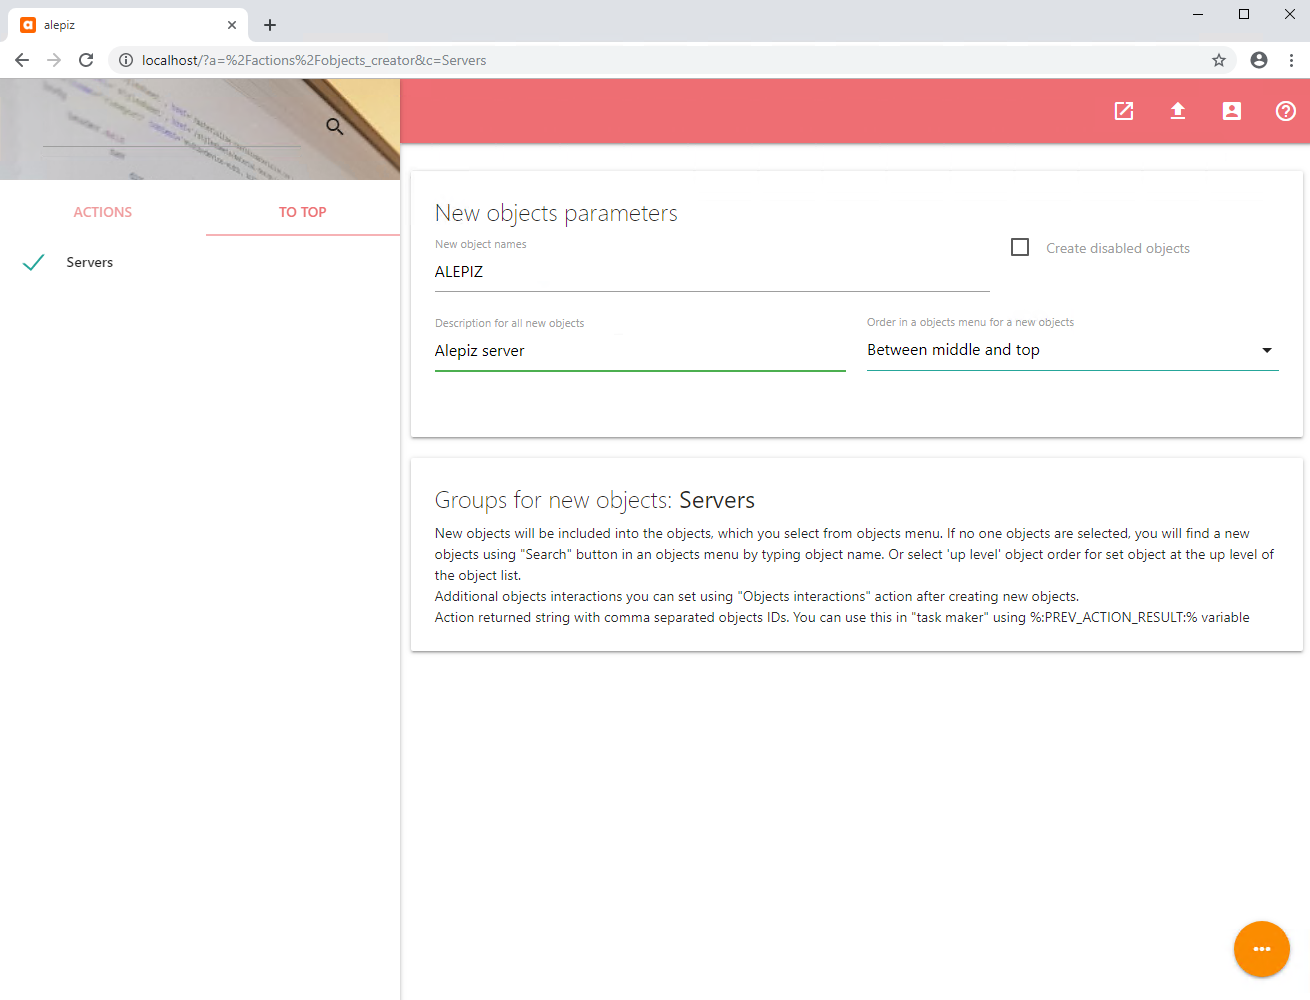 alepiz
localhost/?a=%2Factions%2Fobjects_creator&c=Servers
ACTIONS
TO TOP
Servers
New objects parameters
New object names
ALEPIZ
Create disabled objects
Description for all new objects
Alepiz server
Order in a objects menu for a new objects
Between middle and top
Groups for new objects: Servers
New objects will be included into the objects, which you select from objects menu. If no one objects are selected, you will find a new
objects using "Search" button in an objects menu by typing object name. Or select 'up level' object order for set object at the up level of
the object list.
Additional objects interactions you can set using "Objects interactions" action after creating new objects.
Action returned string with comma separated objects IDs. You can use this in "task maker" using %:PREV_ACTION_RESULT:% variable